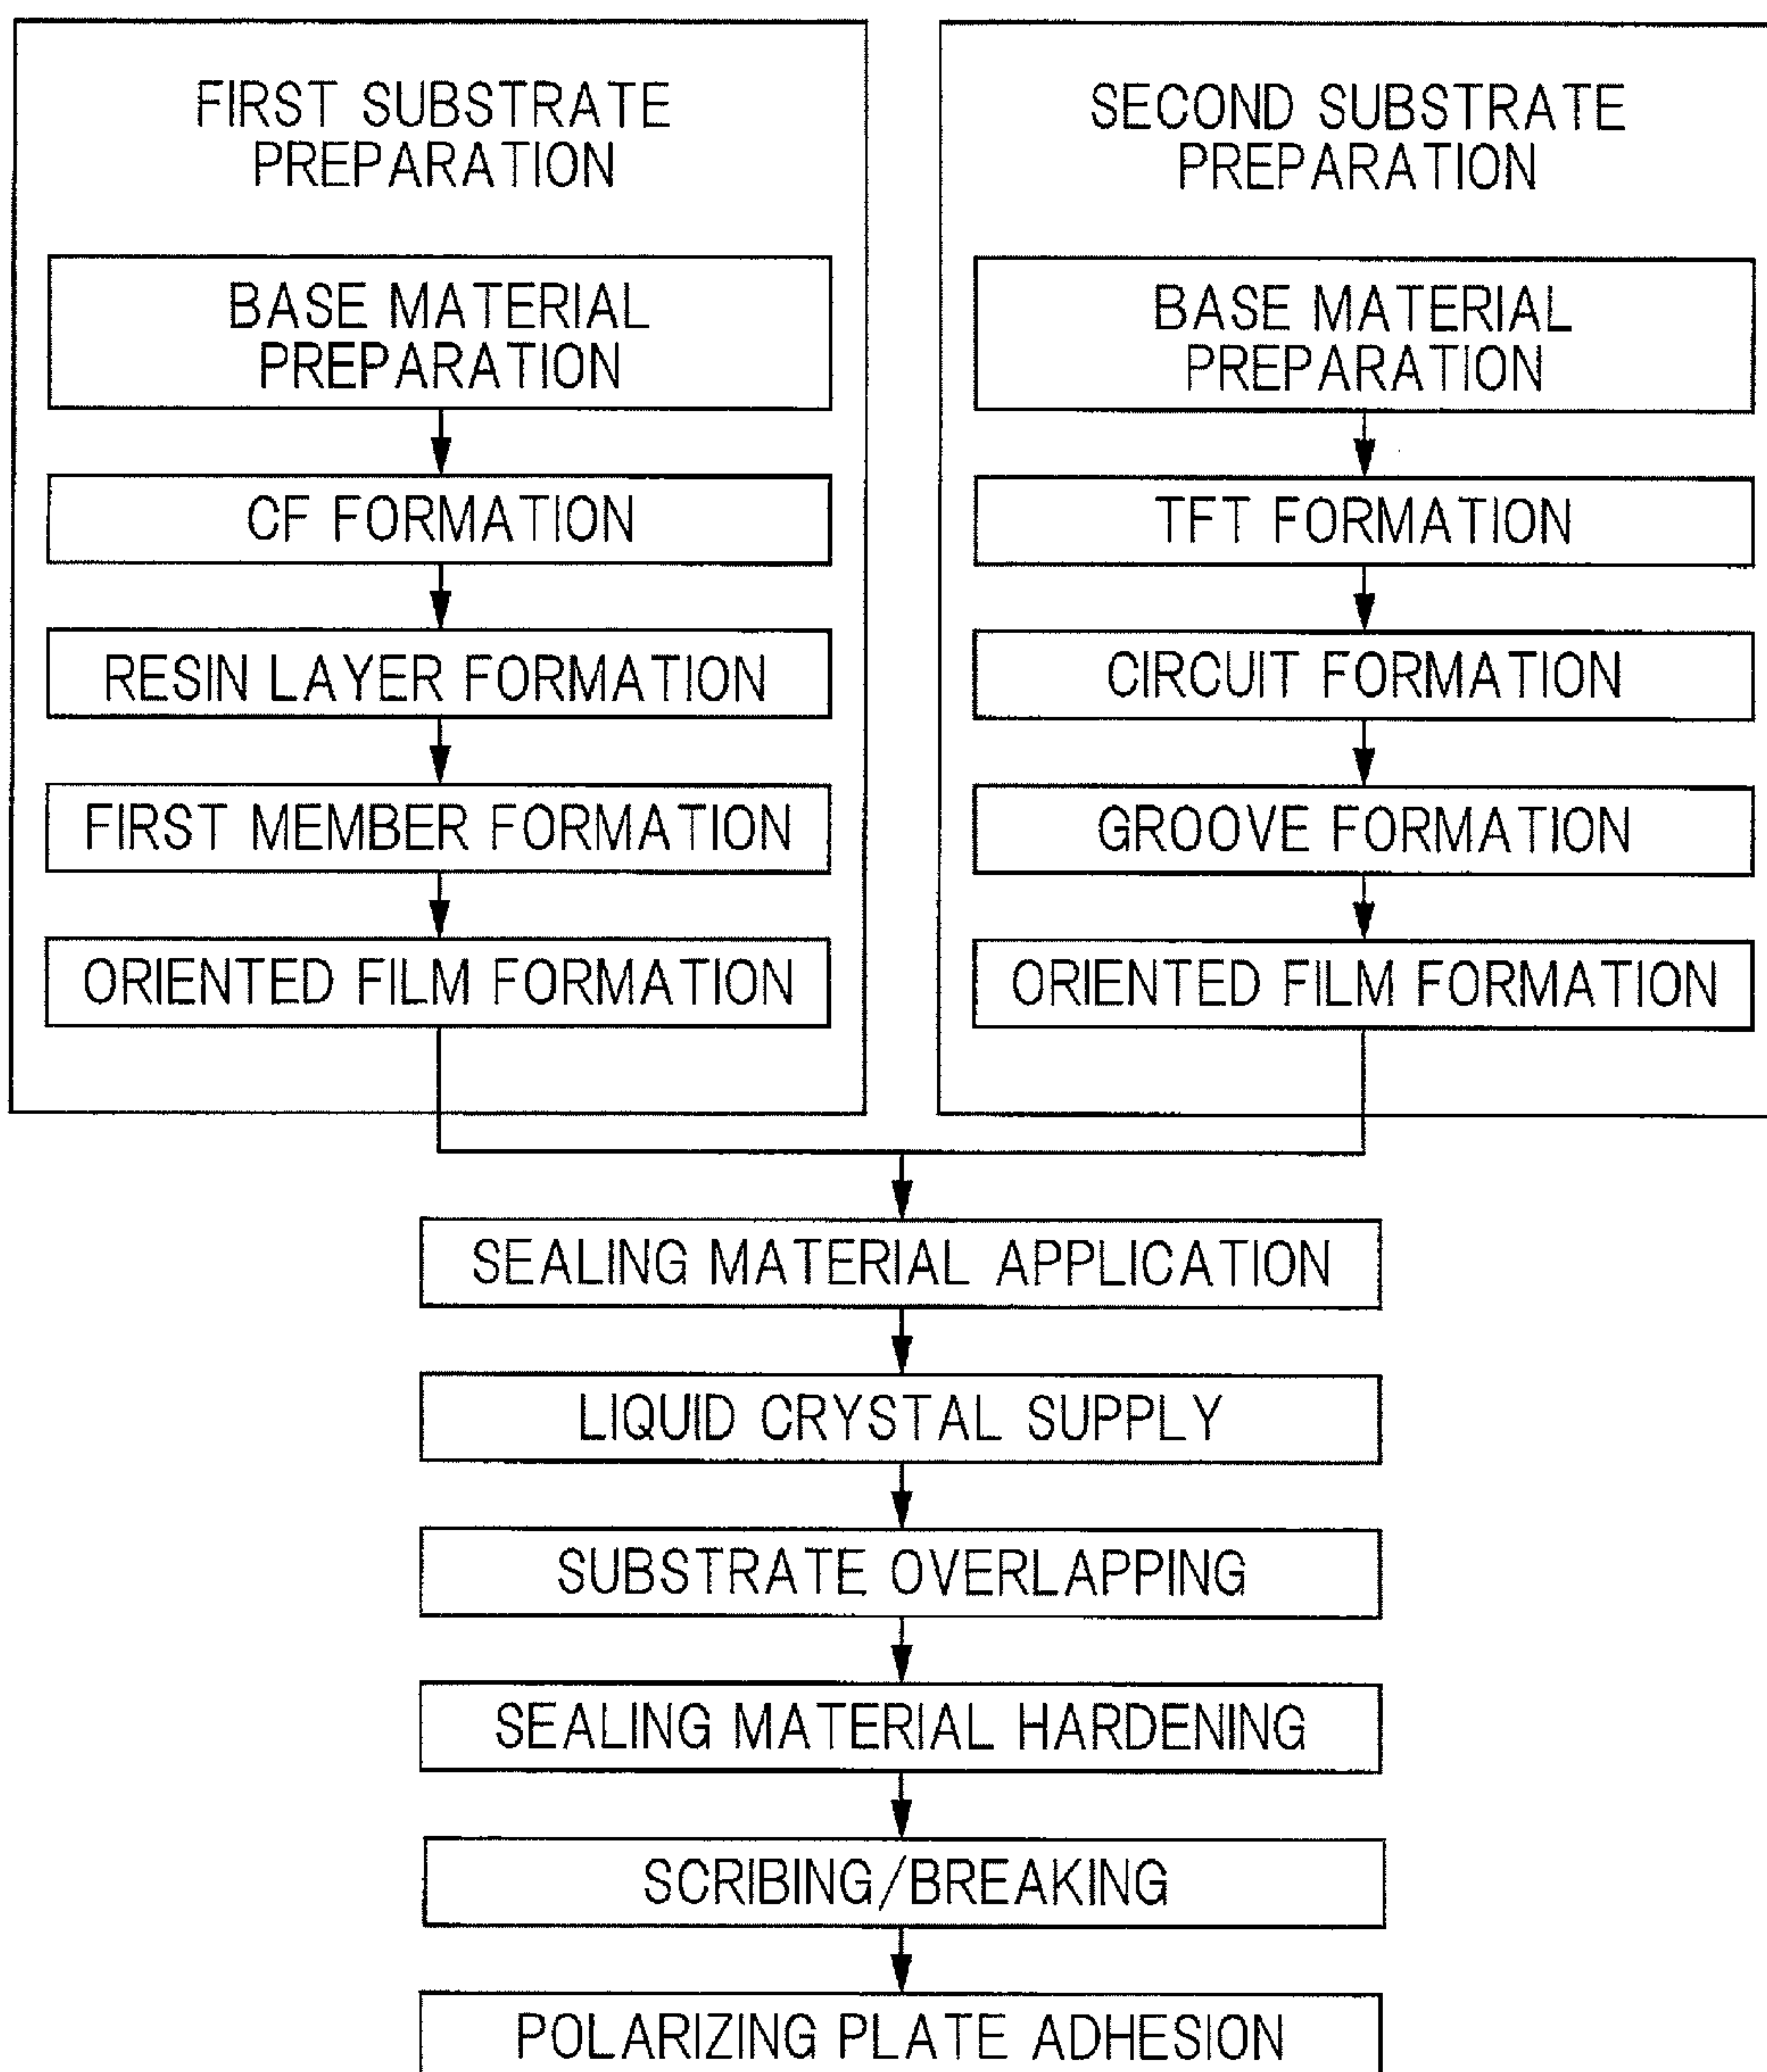 FIRST SUBSTRATE
PREPARATION
BASE MATERIAL
PREPARATION
CF FORMATION
RESIN LAYER FORMATION
FIRST MEMBER FORMATION
ORIENTED FILM FORMATION
SECOND SUBSTRATE
PREPARATION
BASE MATERIAL
PREPARATION
TFT FORMATION
CIRCUIT FORMATION
GROOVE FORMATION
ORIENTED FILM FORMATION
SEALING MATERIAL APPLICATION
LIQUID CRYSTAL SUPPLY
SUBSTRATE OVERLAPPING
SEALING MATERIAL HARDENING
SCRIBING/BREAKING
POLARIZING PLATE ADHESION